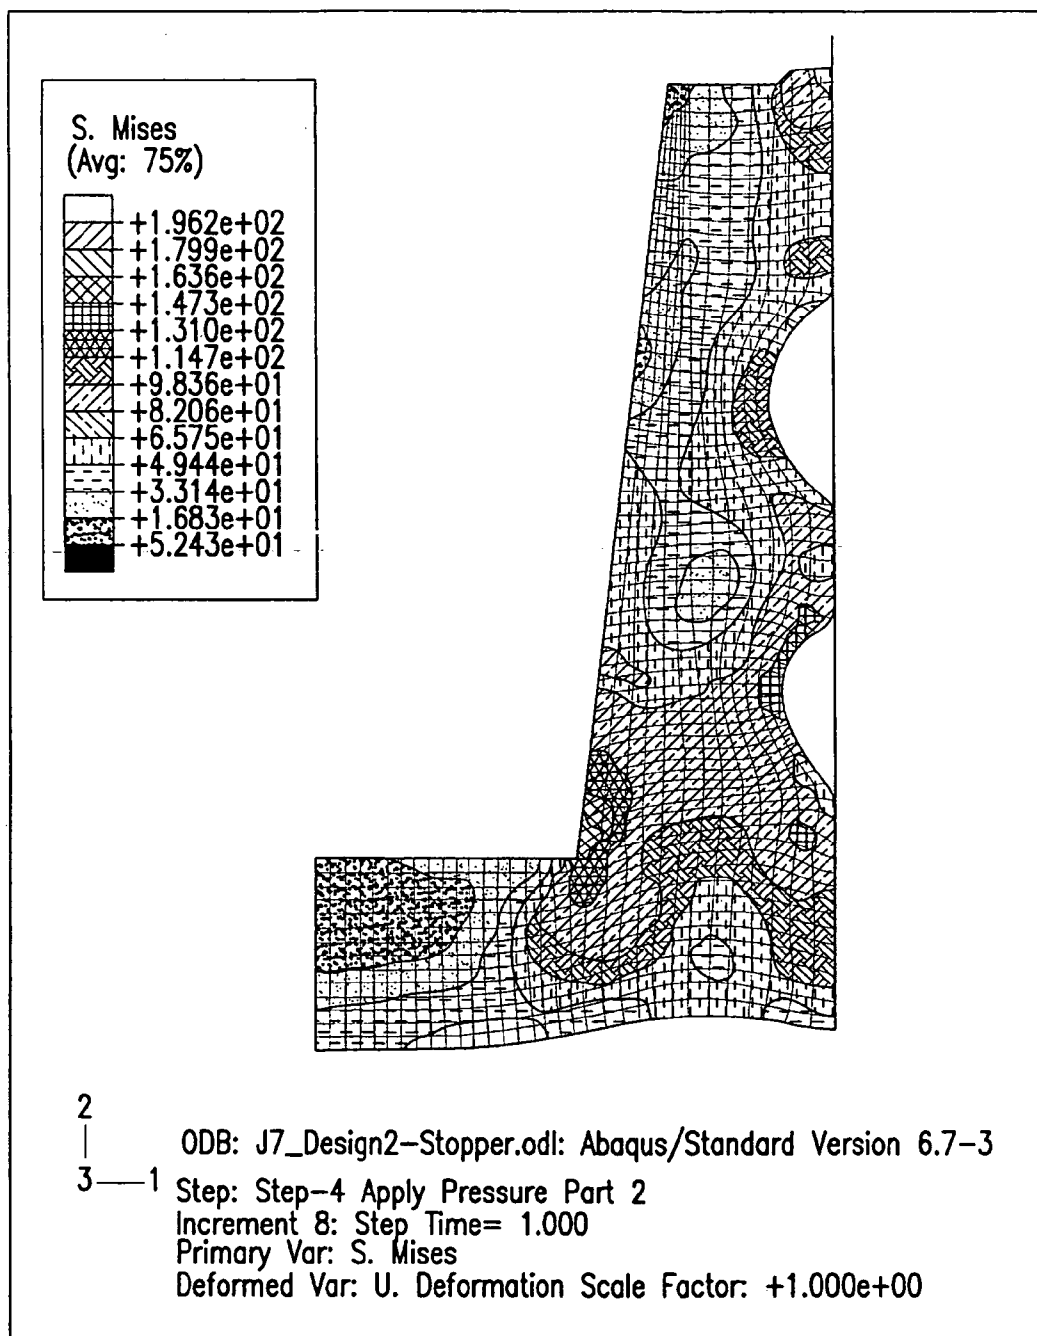 S. Mises
(Avg: 75%)
+1.962e+02
+1.799e+02
+1.636e+02
+1.473e+02
+1.310e+02
+1.147e+02
+9.836e+01
+8.206e+01
+6.575e+01
+4.944e+01
+3.314e+01
+1.683e+01
+5.243e+01
2
3 1
ODB: J7_Design2-Stopper.odl: Abaqus/Standard Version 6.7-3
Step: Step-4 Apply Pressure Part 2
Increment 8: Step Time= 1.000
Primary Var: S. Mises
Deformed Var: U. Deformation Scale Factor: +1.000e+00